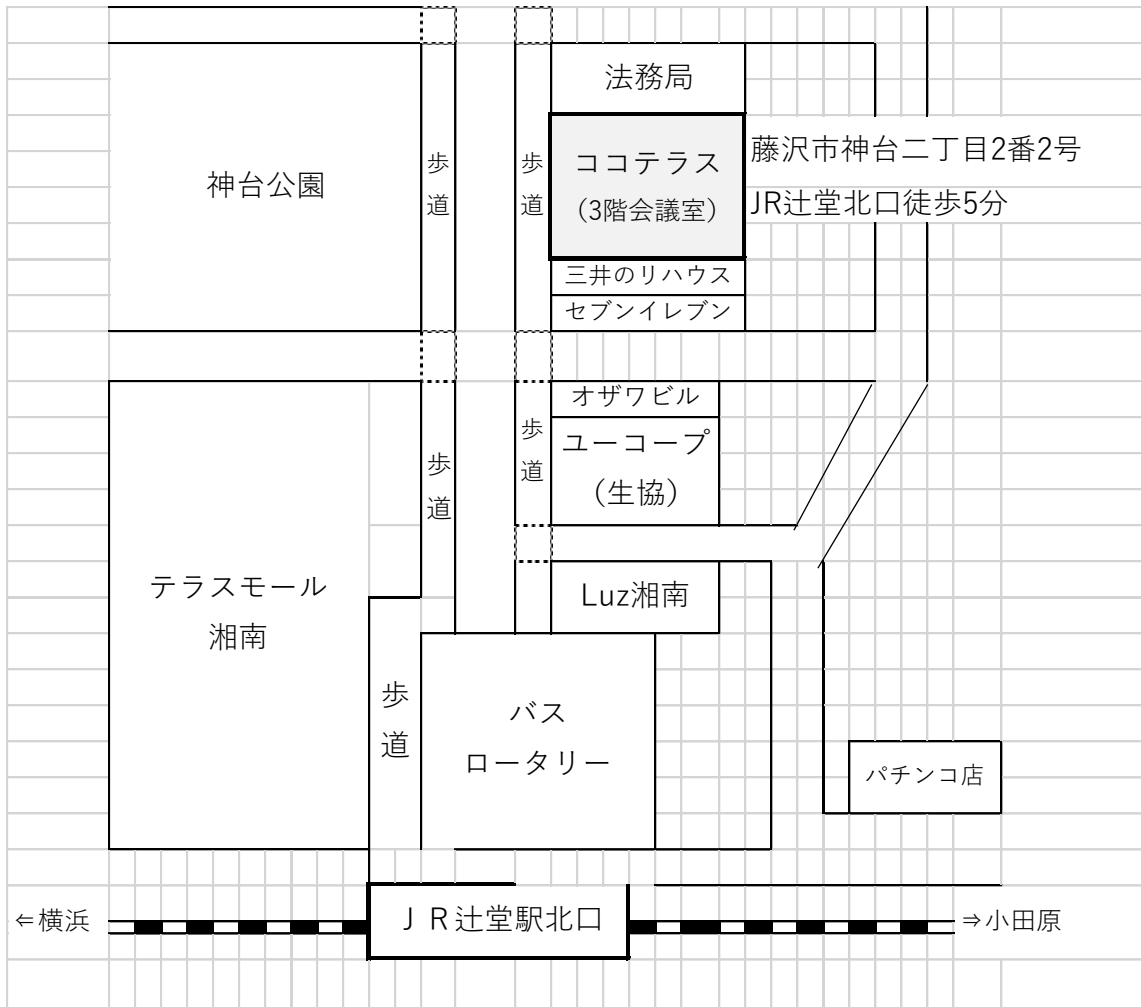 法務局
藤沢市神台二丁目2番2号
JR辻堂北口徒歩5分
神台公園
歩道
歩道
ココテラス
(3階会議室)
三井のリハウス
セブンイレブン
オザワビル
ユーコープ
(生協)
歩道
歩道
テラスモール
湘南
Luz湘南
歩道
バス
ロータリー
パチンコ店
⇐横浜
ＪＲ辻堂駅北口
⇒小田原